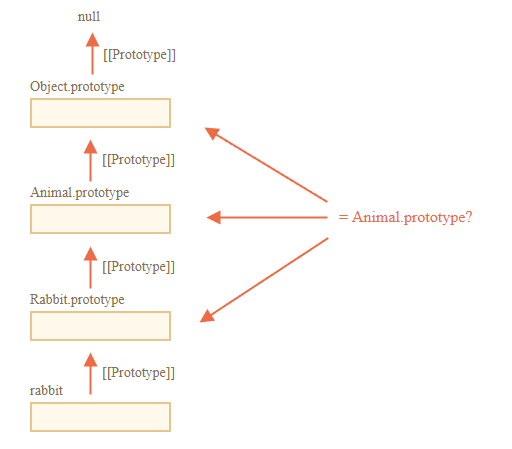 null
[[Prototype]]
Object.prototype
[[Prototype]]
Animal.prototype
= Animal.prototype?
[[Prototype]]
Rabbit.prototype
[[Prototype]]
rabbit